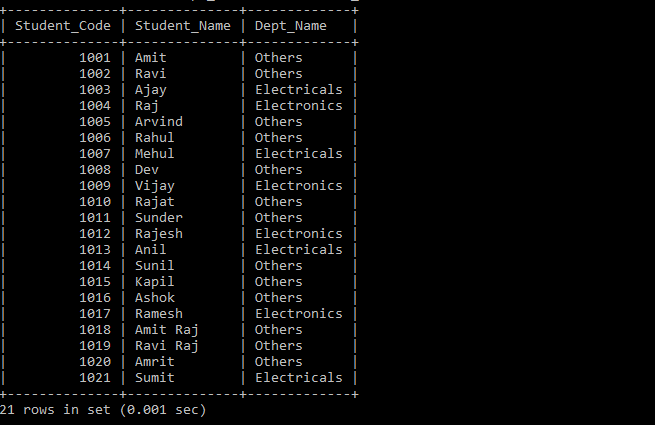 +--------------+--------------+-------------+
| Student_Code | Student_Name | Dept_Name   |
+--------------+--------------+-------------+
|         1001 | Amit         | Others      |
|         1002 | Ravi         | Others      |
|         1003 | Ajay         | Electricals |
|         1004 | Raj          | Electronics |
|         1005 | Arvind       | Others      |
|         1006 | Rahul        | Others      |
|         1007 | Mehul        | Electricals |
|         1008 | Dev          | Others      |
|         1009 | Vijay        | Electronics |
|         1010 | Rajat        | Others      |
|         1011 | Sunder       | Others      |
|         1012 | Rajesh       | Electronics |
|         1013 | Anil         | Electricals |
|         1014 | Sunil        | Others      |
|         1015 | Kapil        | Others      |
|         1016 | Ashok        | Others      |
|         1017 | Ramesh       | Electronics |
|         1018 | Amit Raj     | Others      |
|         1019 | Ravi Raj     | Others      |
|         1020 | Amrit        | Others      |
|         1021 | Sumit        | Electricals |
+--------------+--------------+-------------+
21 rows in set (0.001 sec)